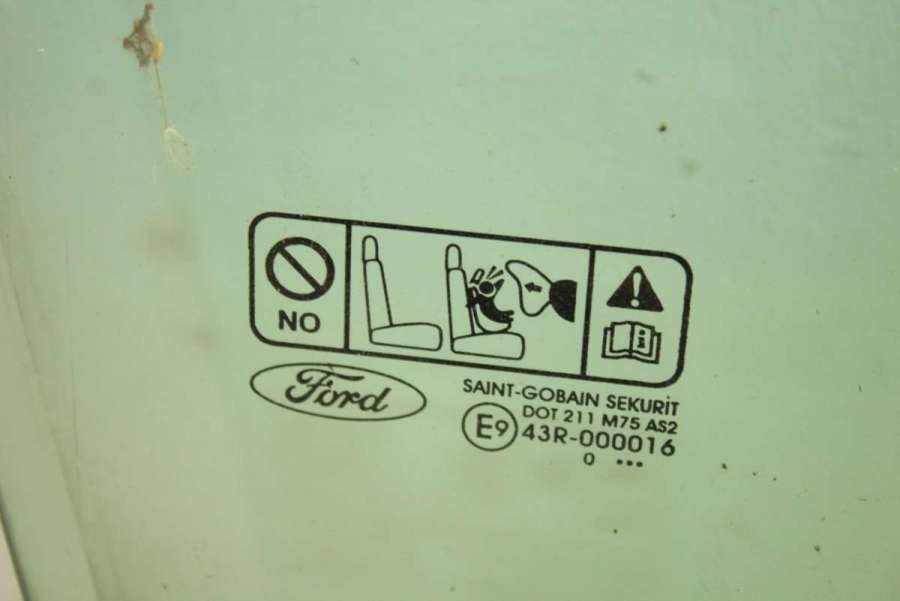 NO
Ford
SAINT-GOBAIN SEKURIT
DOT 211 M75 AS2
E9 43R-000016
0 ...